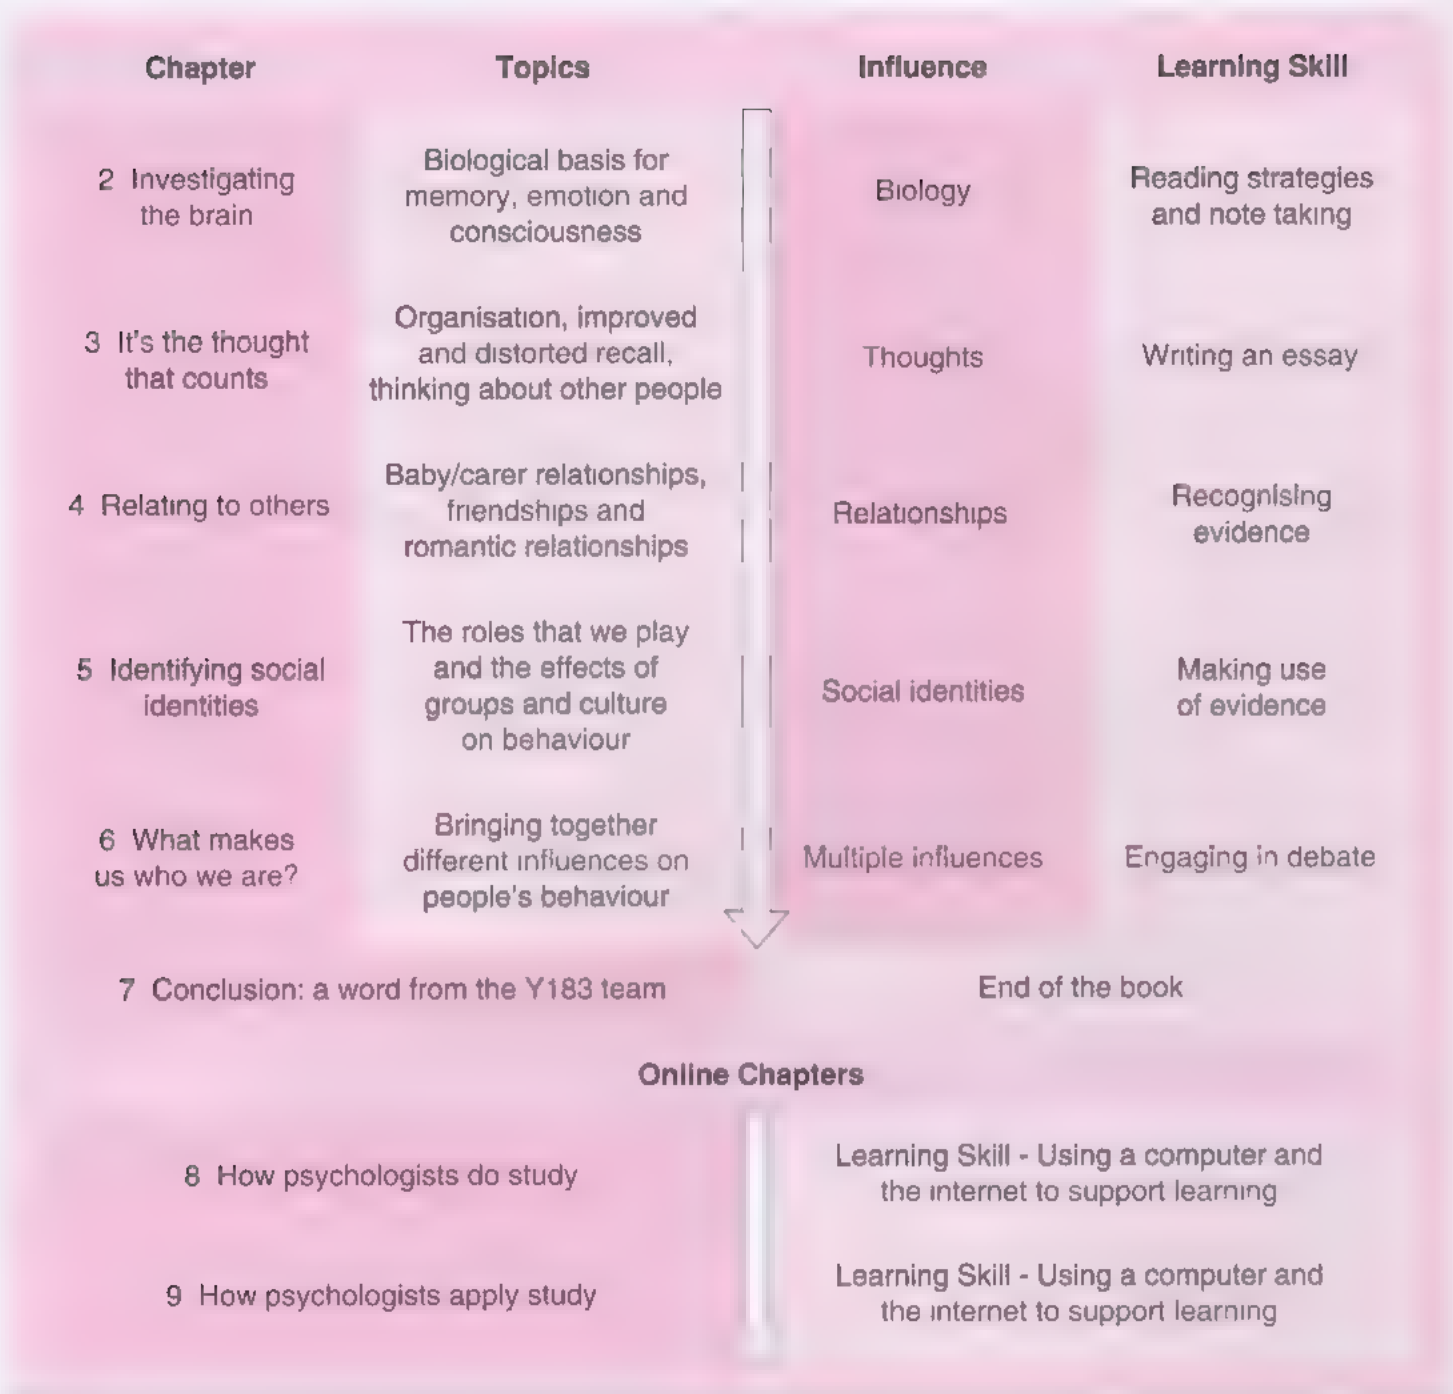 Chapter
Topics
Influence
Learning Skill
2 Investigating
the brain
Biological basis for
memory, emotion and
consciousness
Biology
Reading strategies
and note taking
3 It's the thought
that counts
Organisation, improved
and distorted recall,
thinking about other people
Thoughts
Writing an essay
4 Relating to others
Baby/carer relationships,
friendships and
romantic relationships
Relationships
Recognising
evidence
5 Identifying social
identities
The roles that we play
and the effects of
groups and culture
on behaviour
Social identities
Making use
of evidence
6 What makes
us who we are?
Bringing together
different influences on
people's behaviour
Multiple influences
Engaging in debate
7 Conclusion: a word from the Y183 team
End of the book
Online Chapters
8 How psychologists do study
Learning Skill - Using a computer and
the internet to support learning
9 How psychologists apply study
Learning Skill - Using a computer and
the internet to support learning